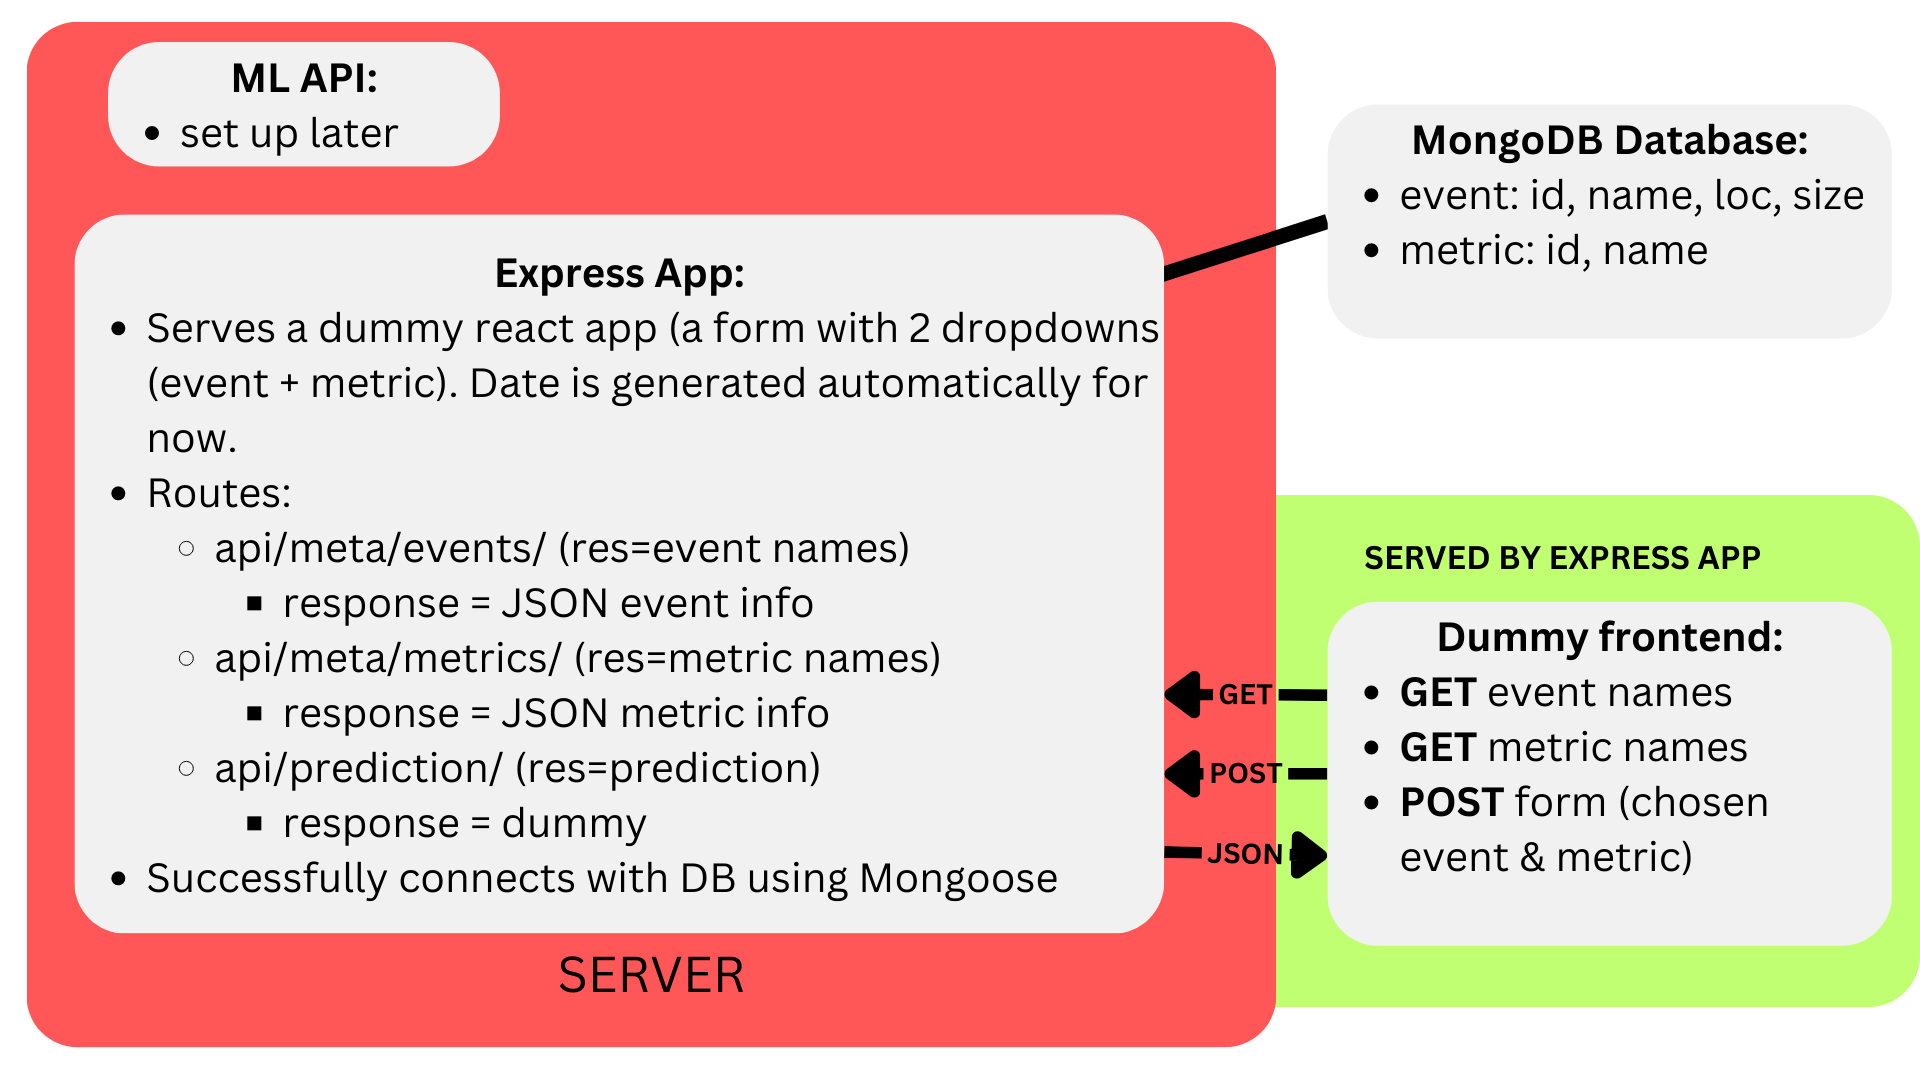 ML API:
• set up later
MongoDB Database:
• event: id, name, loc, size
• metric: id, name
Express App:
• Serves a dummy react app (a form with 2 dropdowns
(event + metric). Date is generated automatically for
now.
• Routes:
○ api/meta/events/ (res=event names)
■ response = JSON event info
○ api/meta/metrics/ (res=metric names)
■ response = JSON metric info
○ api/prediction/ (res=prediction)
■ response = dummy
• Successfully connects with DB using Mongoose
SERVER
GET
POST
JSON
SERVED BY EXPRESS APP
Dummy frontend:
• GET event names
• GET metric names
• POST form (chosen
event & metric)